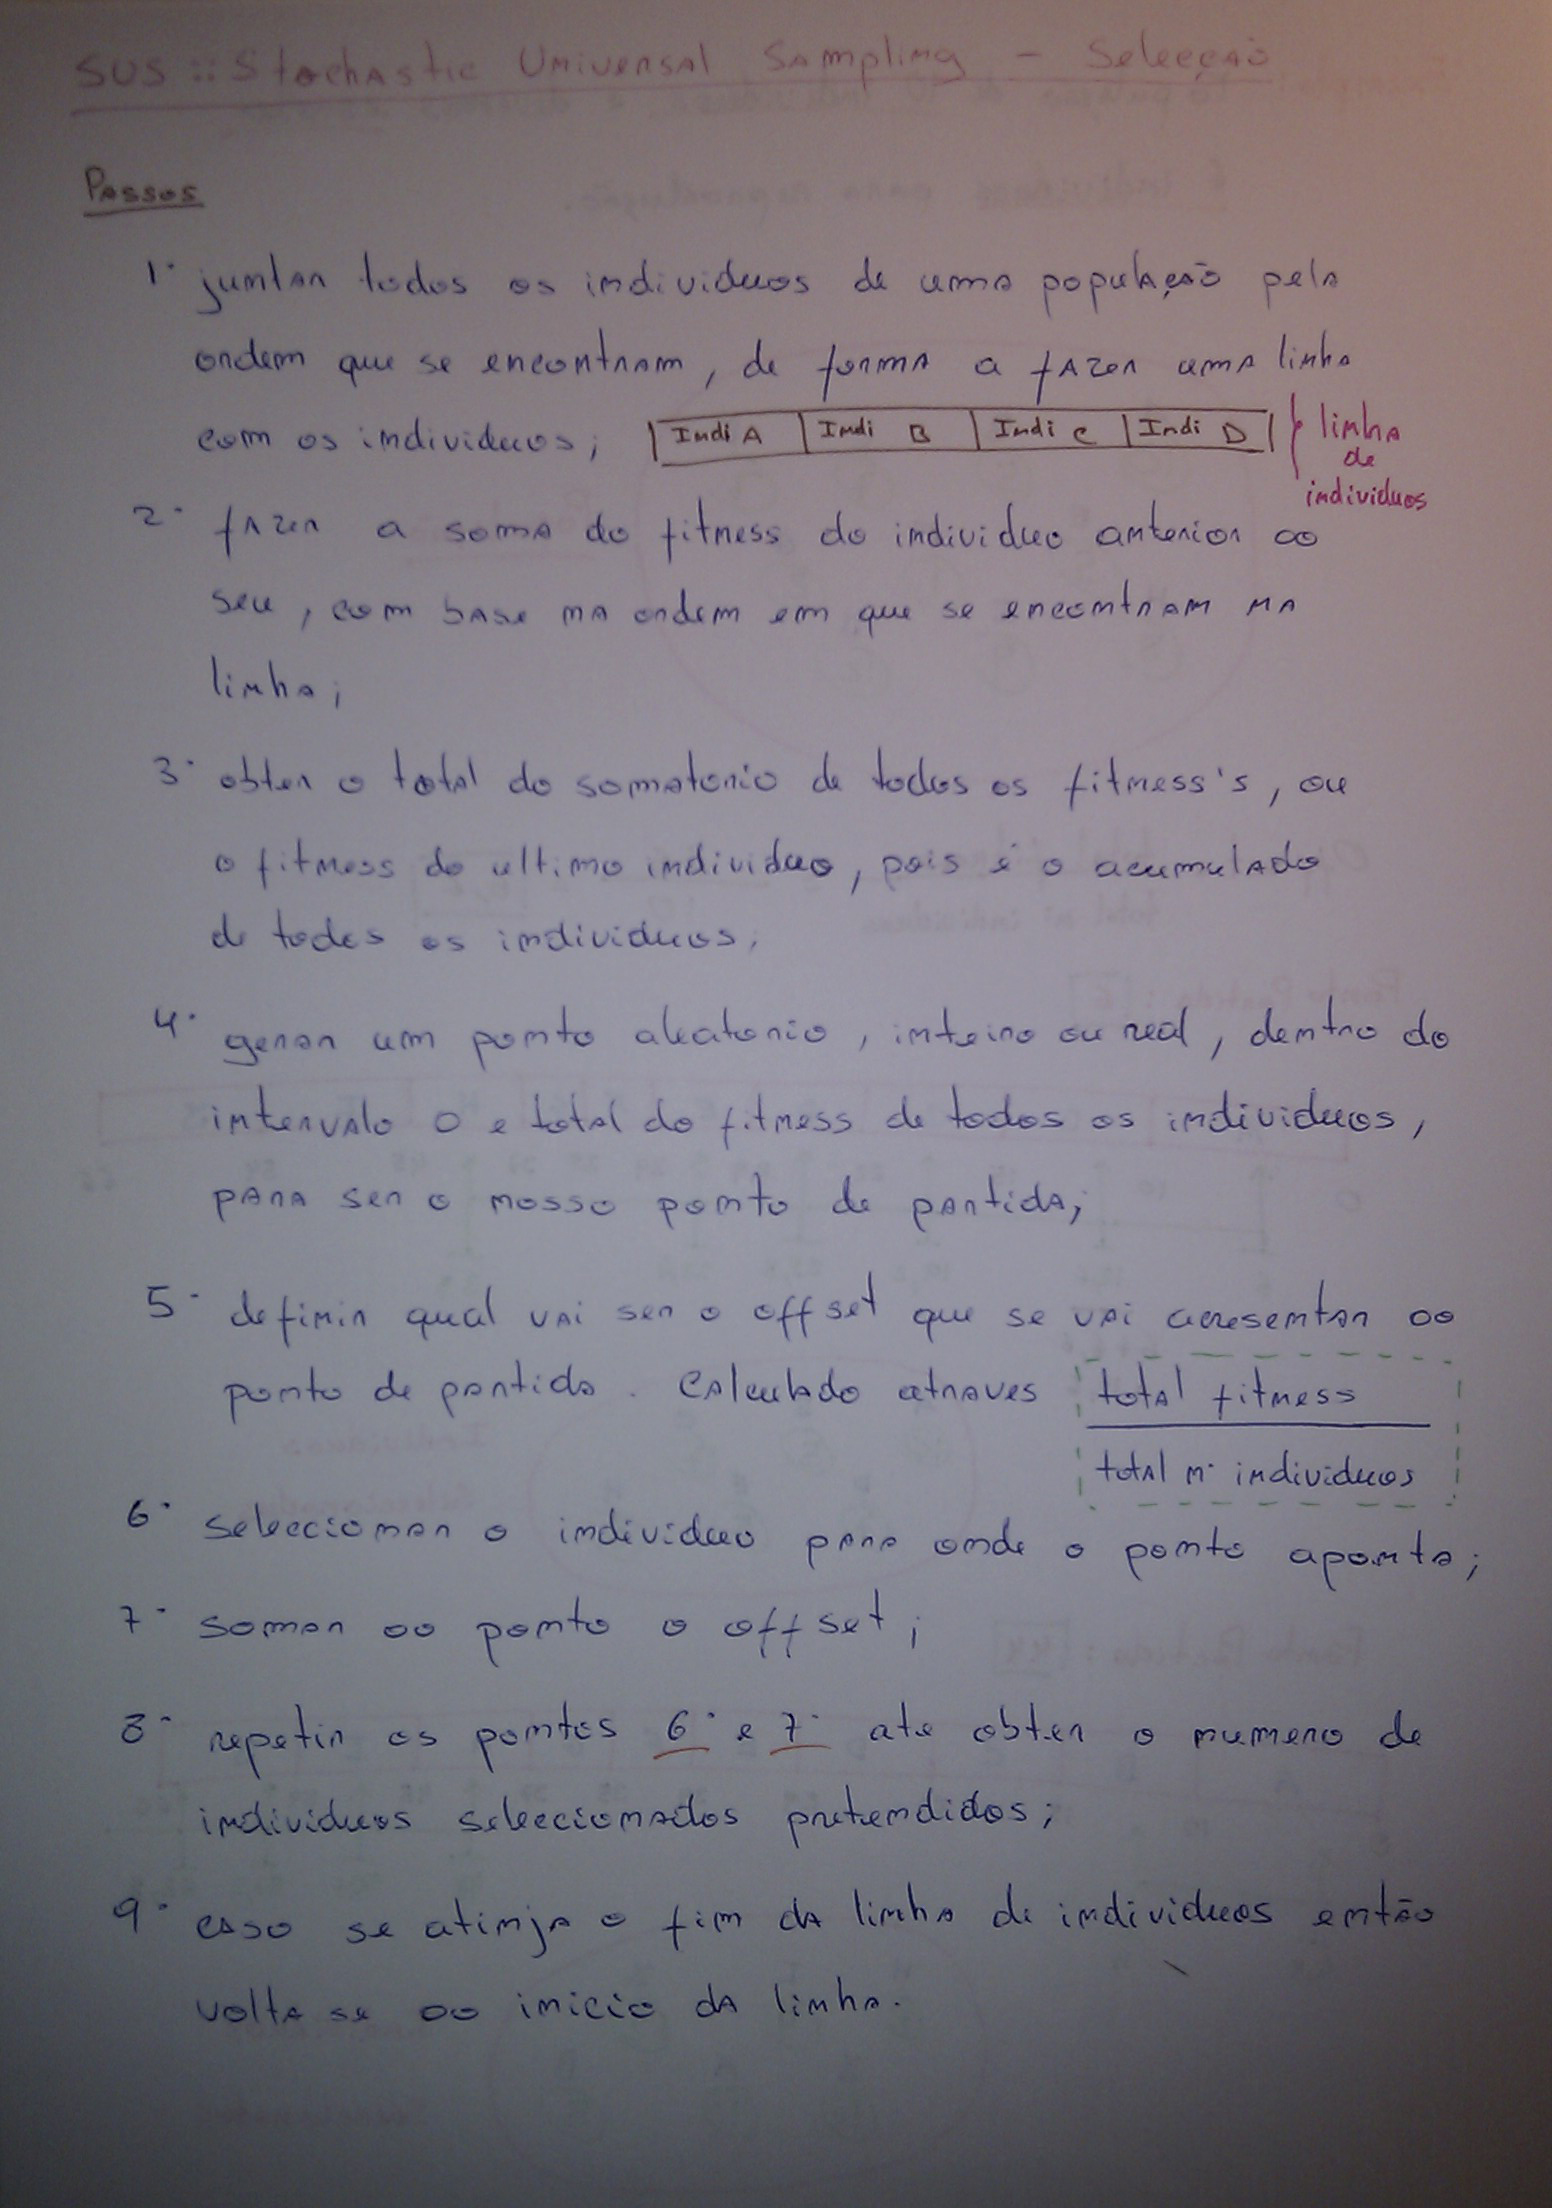 SUS :: Stochastic Universal Sampling - Selecção
Passos
1· juntar todos os individuos de uma população pela
ordem que se encontram, de forma a fazer uma linha
com os individuos; Indi A | Indi B | Indi C | Indi D } linha
de
individuos
2· fazer a soma do fitness do individuo anterior ao
seu, com base na ordem em que se encontram na
linha;
3· obter o total do somatorio de todos os fitness's, ou
o fitness do ultimo individuo, pois é o acumulado
de todos os individuos;
4· gerar um ponto aleatorio, inteiro ou real, dentro do
intervalo 0 e total do fitness de todos os individuos,
para ser o nosso ponto de partida;
5· definir qual vai ser o offset que se vai acresentar ao
ponto de partida. Calculado atraves total fitness
total n· individuos
6· seleccionar o individuo para onde o ponto aponta;
7· somar ao ponto o offset;
8· repetir os pontos 6· e 7· ate obter o numero de
individuos seleccionados pretendidos;
9· caso se atinja o fim da linha de individuos então
volta se ao inicio da linha.